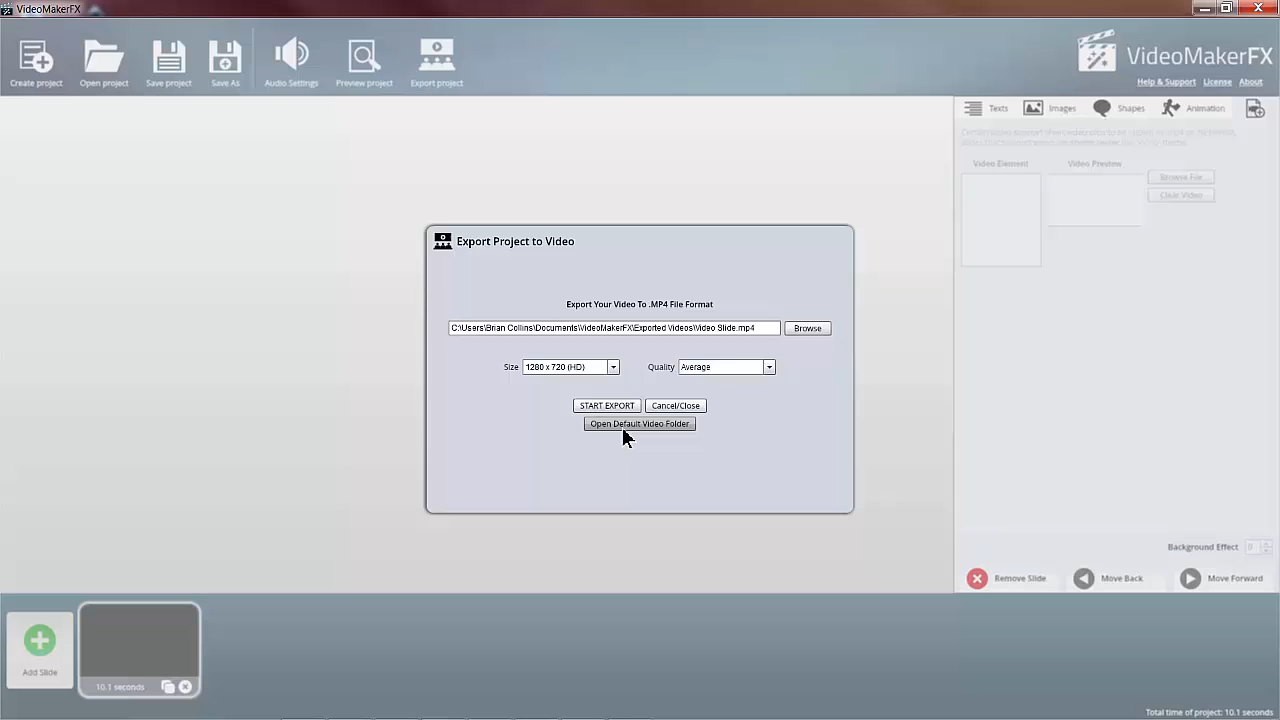 VideoMakerFX
Create project
Open project
Save project
Save As
Audio Settings
Preview project
Export project
VideoMakerFX
Help & Support License About
Texts Images Shapes Animation
Video Element Video Preview
Browse File
Clear Video
Export Project to Video
Export Your Video To .MP4 File Format
C:\Users\Brian Collins\Documents\VideoMakerFX\Exported Videos\Video Slide.mp4 Browse
Size 1280 x 720 (HD) Quality Average
START EXPORT Cancel/Close
Open Default Video Folder
Background Effect 0
Remove Slide Move Back Move Forward
Add Slide
10.1 seconds
Total time of project: 10.1 seconds